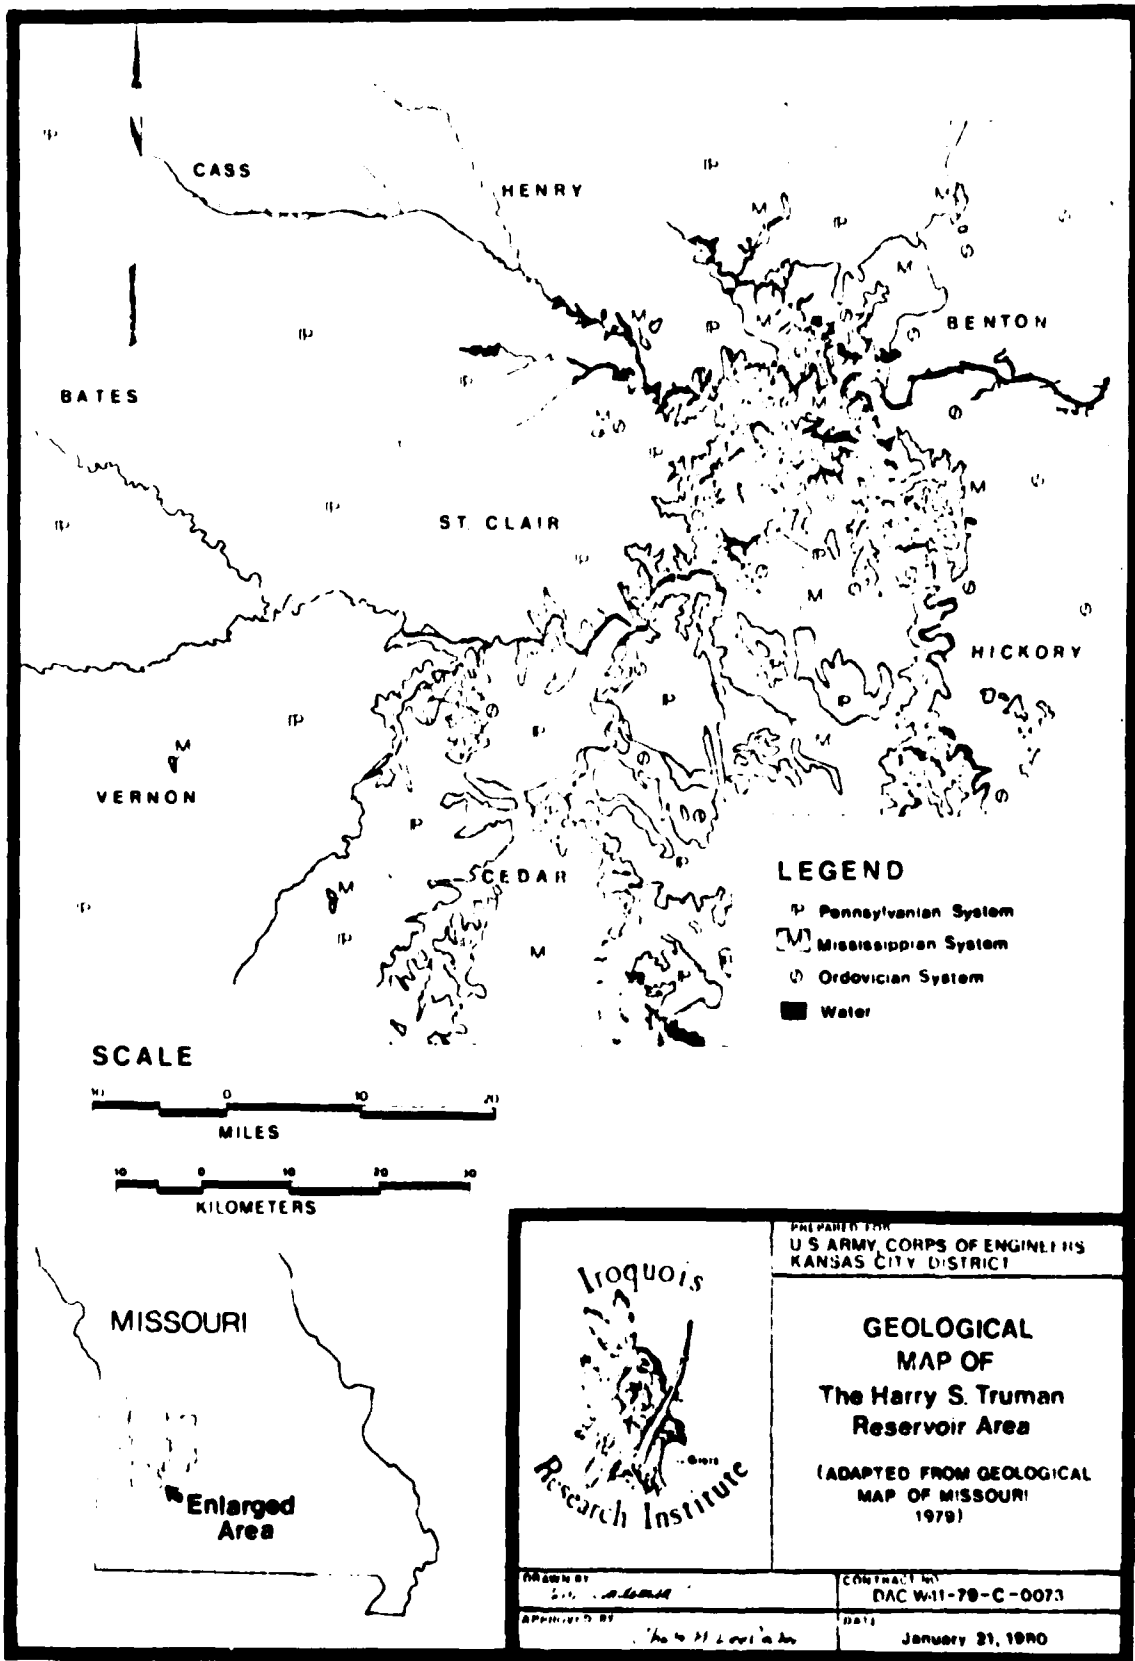 CASS
HENRY
BENTON
BATES
ST. CLAIR
HICKORY
VERNON
CEDAR
M
M
M
M
M
M
M
M
M
M
M
M
M
LEGEND
Pennsylvanian System
M Mississippian System
Ordovician System
Water
SCALE
10 0 10 20
MILES
10 0 10 20 30
KILOMETERS
MISSOURI
Enlarged
Area
Iroquois
Research Institute
PREPARED FOR
U S ARMY, CORPS OF ENGINEERS
KANSAS CITY DISTRICT
GEOLOGICAL
MAP OF
The Harry S. Truman
Reservoir Area
(ADAPTED FROM GEOLOGICAL
MAP OF MISSOURI
1979)
DRAWN BY
CONTRACT NO
DAC W41-79-C-0073
APPROVED BY
DATE
January 21, 1980